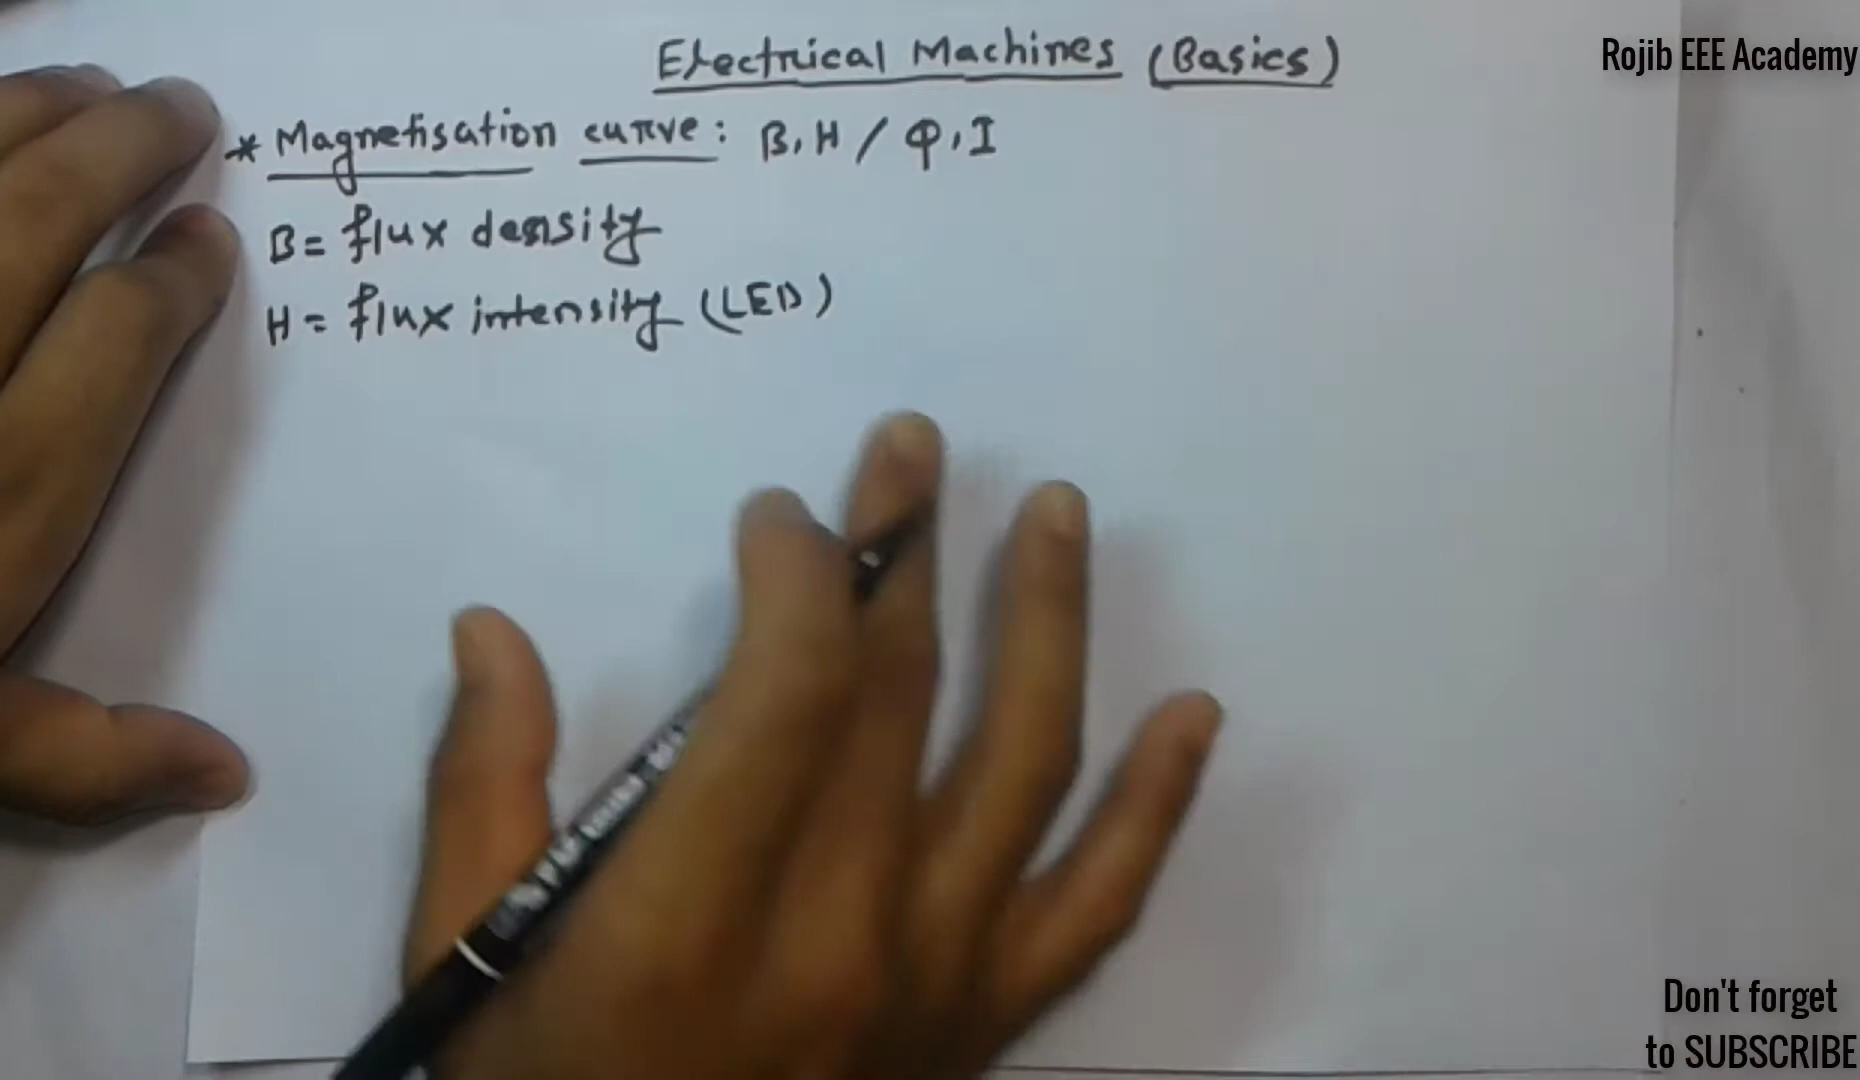 Electrical Machines (Basics)
Rojib EEE Academy
* Magnetisation curve: B, H / Φ, I
B = flux density
H = flux intensity (LED)
Don't forget
to SUBSCRIBE